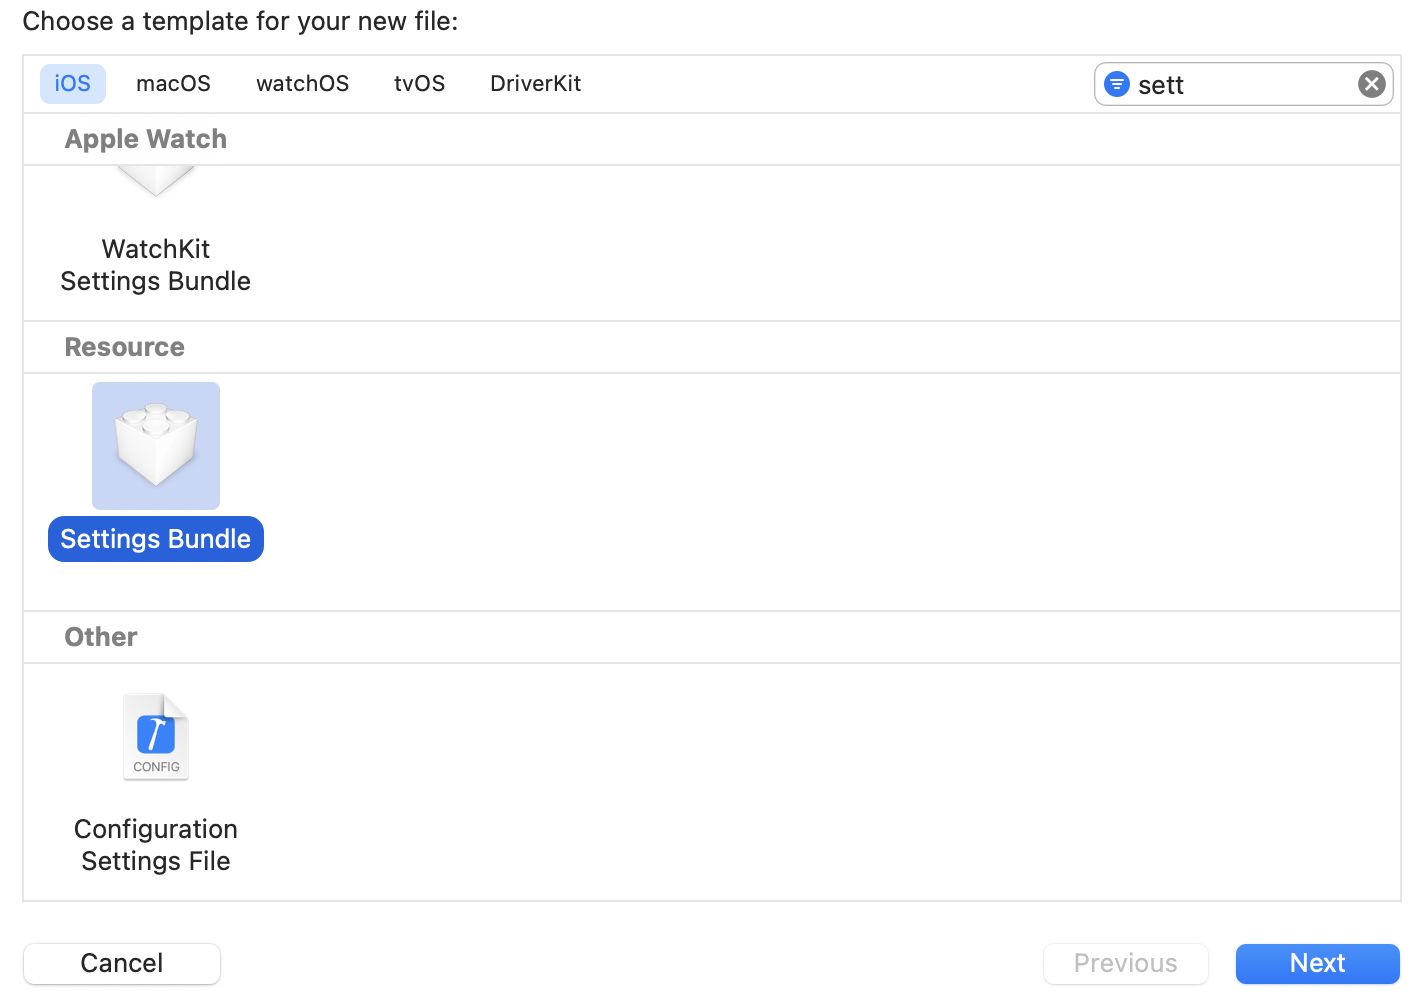 Choose a template for your new file:
iOS macOS watchOS tvOS DriverKit sett
Apple Watch
WatchKit
Settings Bundle
Resource
Settings Bundle
Other
CONFIG
Configuration
Settings File
Cancel Previous Next